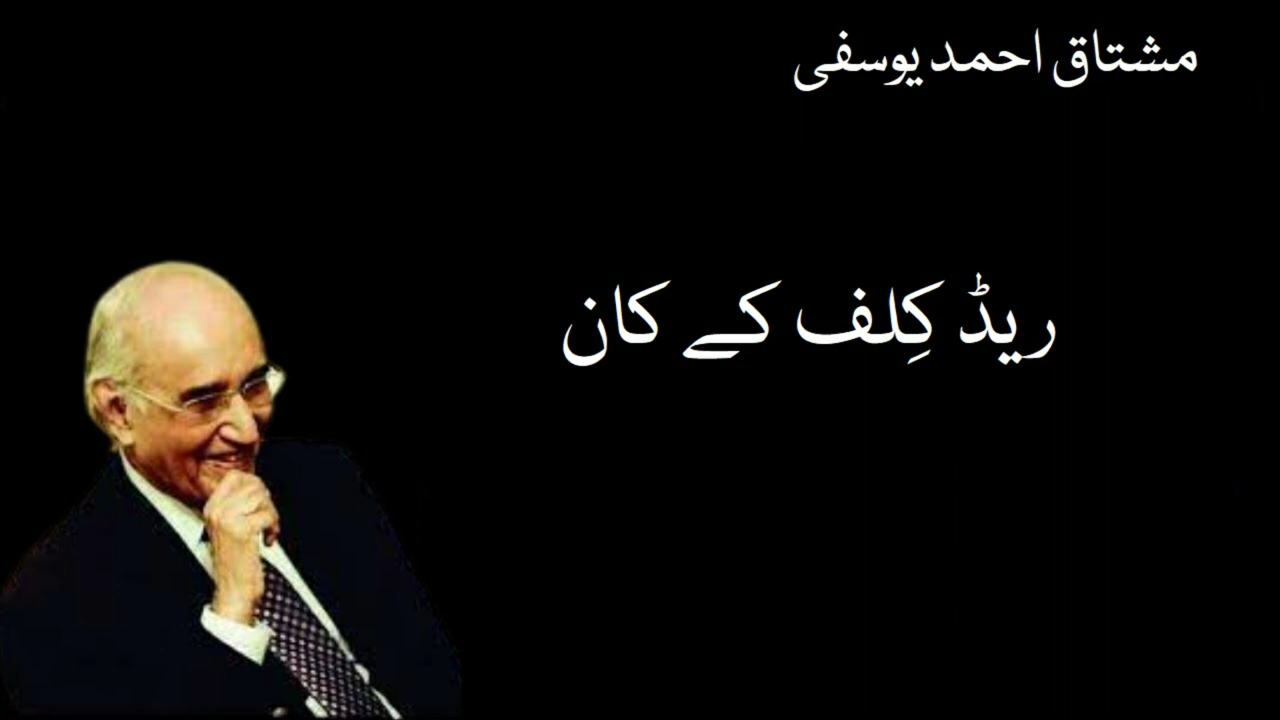 مشتاق احمد یوسفی
ریڈ کِلف کے کان